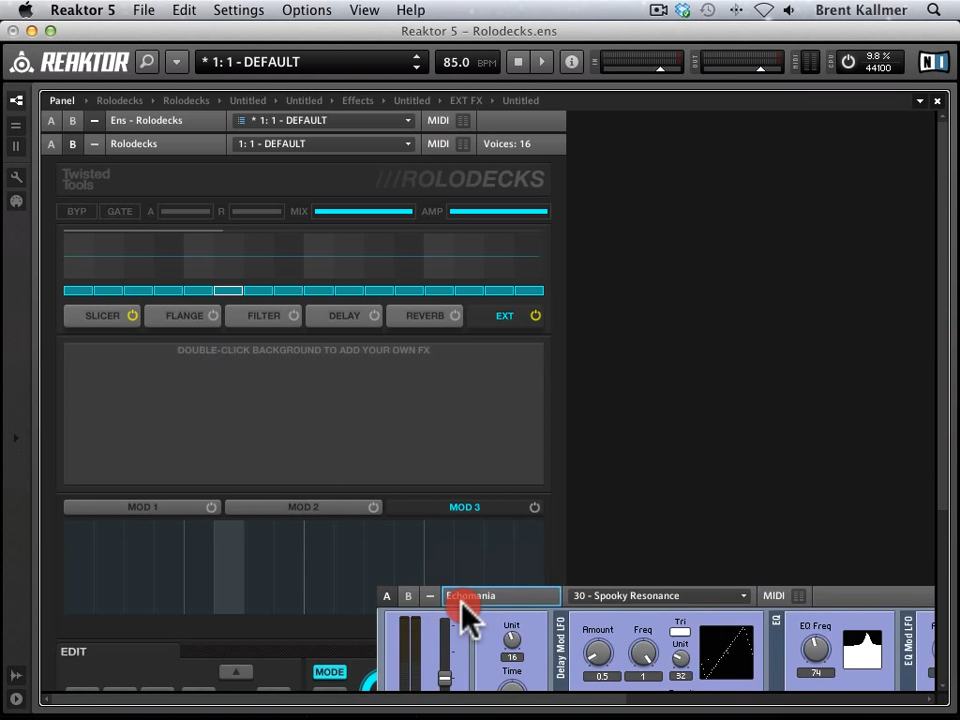 Reaktor 5 File Edit Settings Options View Help Brent Kallmer
Reaktor 5 – Rolodecks.ens
REAKTOR * 1: 1 - DEFAULT 85.0 BPM IN OUT MIDI CPU 9.8 % 44100 NI
Panel Rolodecks Rolodecks Untitled Untitled Effects Untitled EXT FX Untitled
A B Ens - Rolodecks * 1: 1 - DEFAULT MIDI
A B Rolodecks 1: 1 - DEFAULT MIDI Voices: 16
Twisted
Tools
///ROLODECKS
BYP GATE A R MIX AMP
SLICER FLANGE FILTER DELAY REVERB EXT
DOUBLE-CLICK BACKGROUND TO ADD YOUR OWN FX
MOD 1 MOD 2 MOD 3
A B Echomania 30 - Spooky Resonance MIDI
Unit
16
Time
Delay Mod LFO
Amount
0.5
Freq
1
Tri
Unit
32
EQ
EQ Freq
74
EQ Mod LFO
EDIT
MODE